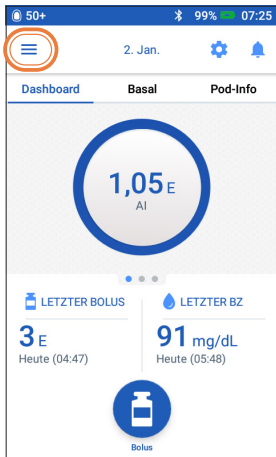 50+ 99% 07:25
2. Jan.
Dashboard Basal Pod-Info
1,05 E
AI
LETZTER BOLUS LETZTER BZ
3 E 91 mg/dL
Heute (04:47) Heute (05:48)
Bolus